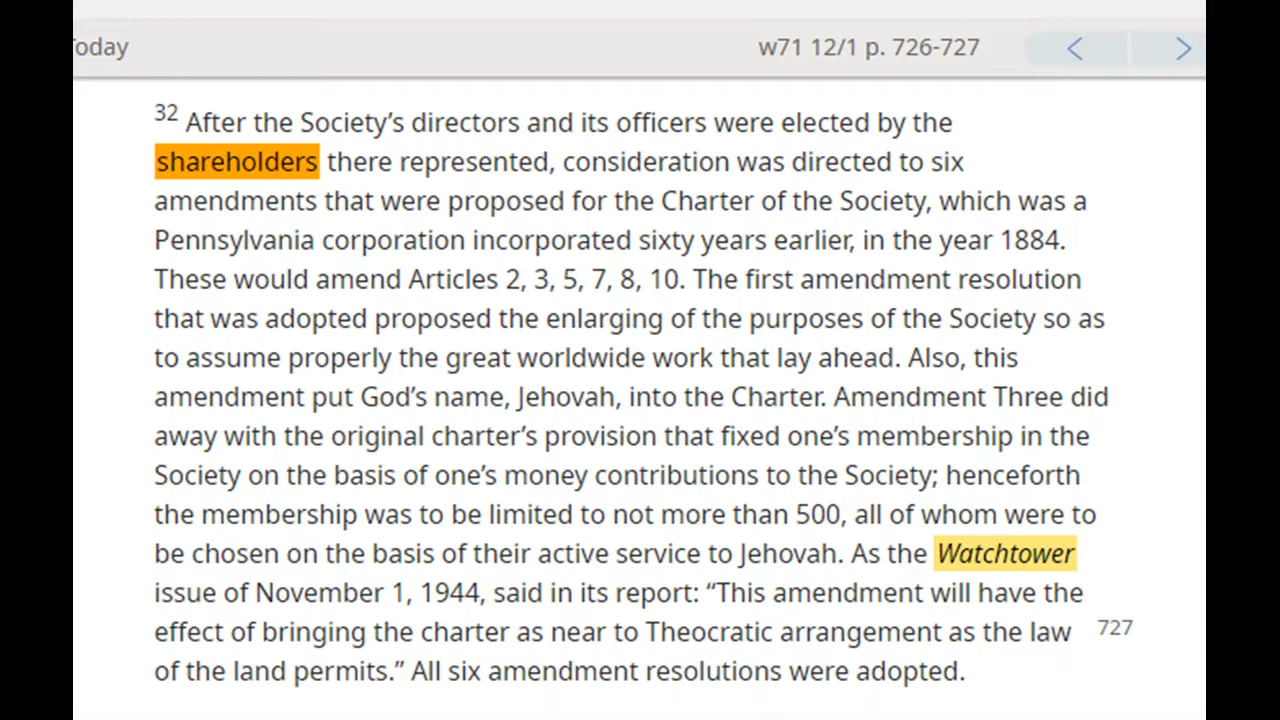 Today
w71 12/1 p. 726-727
32 After the Society’s directors and its officers were elected by the
shareholders there represented, consideration was directed to six
amendments that were proposed for the Charter of the Society, which was a
Pennsylvania corporation incorporated sixty years earlier, in the year 1884.
These would amend Articles 2, 3, 5, 7, 8, 10. The first amendment resolution
that was adopted proposed the enlarging of the purposes of the Society so as
to assume properly the great worldwide work that lay ahead. Also, this
amendment put God’s name, Jehovah, into the Charter. Amendment Three did
away with the original charter’s provision that fixed one’s membership in the
Society on the basis of one’s money contributions to the Society; henceforth
the membership was to be limited to not more than 500, all of whom were to
be chosen on the basis of their active service to Jehovah. As the Watchtower
issue of November 1, 1944, said in its report: “This amendment will have the
effect of bringing the charter as near to Theocratic arrangement as the law
727
of the land permits.” All six amendment resolutions were adopted.